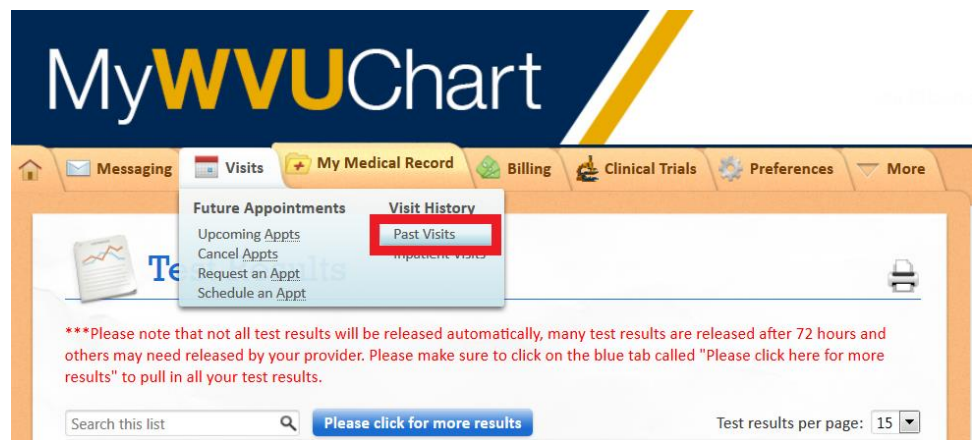 MyWVUChart
Messaging Visits My Medical Record Billing Clinical Trials Preferences More
Future Appointments Visit History
Upcoming Appts Past Visits
Cancel Appts Inpatient Visits
Request an Appt
Schedule an Appt
Te lts
***Please note that not all test results will be released automatically, many test results are released after 72 hours and
others may need released by your provider. Please make sure to click on the blue tab called "Please click here for more
results" to pull in all your test results.
Search this list Please click for more results Test results per page: 15